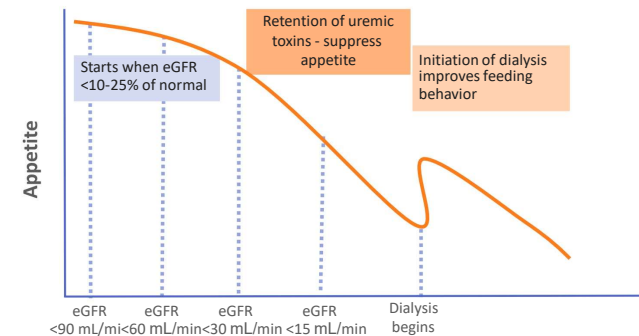 Retention of uremic
toxins - suppress
appetite
Starts when eGFR
<10-25% of normal
Initiation of dialysis
improves feeding
behavior
Appetite
eGFR
<90 mL/mi
eGFR
<60 mL/min
eGFR
<30 mL/min
eGFR
<15 mL/min
Dialysis
begins